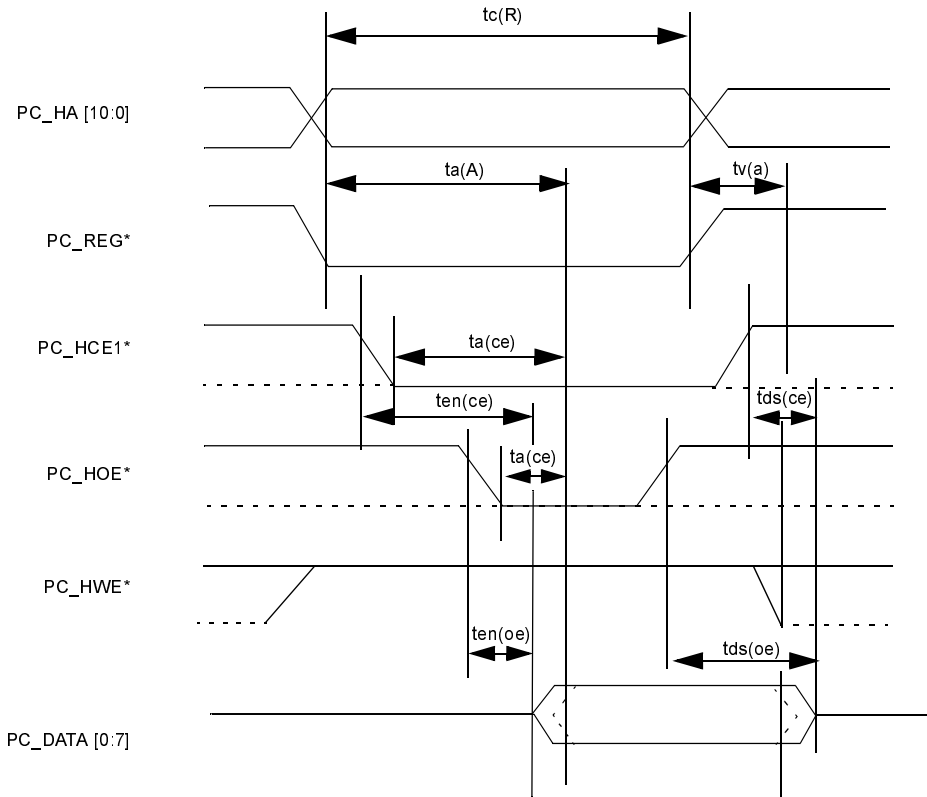 tc(R)
PC_HA [10:0]
ta(A)
tv(a)
PC_REG*
PC_HCE1*
ta(ce)
ten(ce)
tds(ce)
PC_HOE*
ta(ce)
PC_HWE*
ten(oe)
tds(oe)
PC_DATA [0:7]